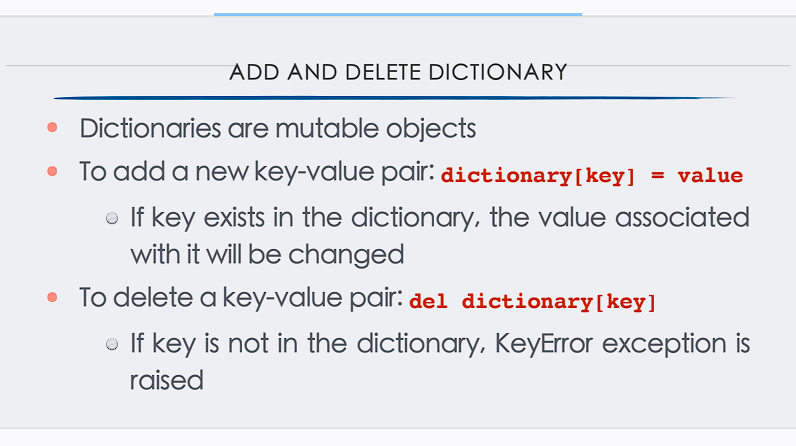 ADD AND DELETE DICTIONARY
Dictionaries are mutable objects
To add a new key-value pair: dictionary[key] = value
If key exists in the dictionary, the value associated
with it will be changed
To delete a key-value pair: del dictionary[key]
If key is not in the dictionary, KeyError exception is
raised